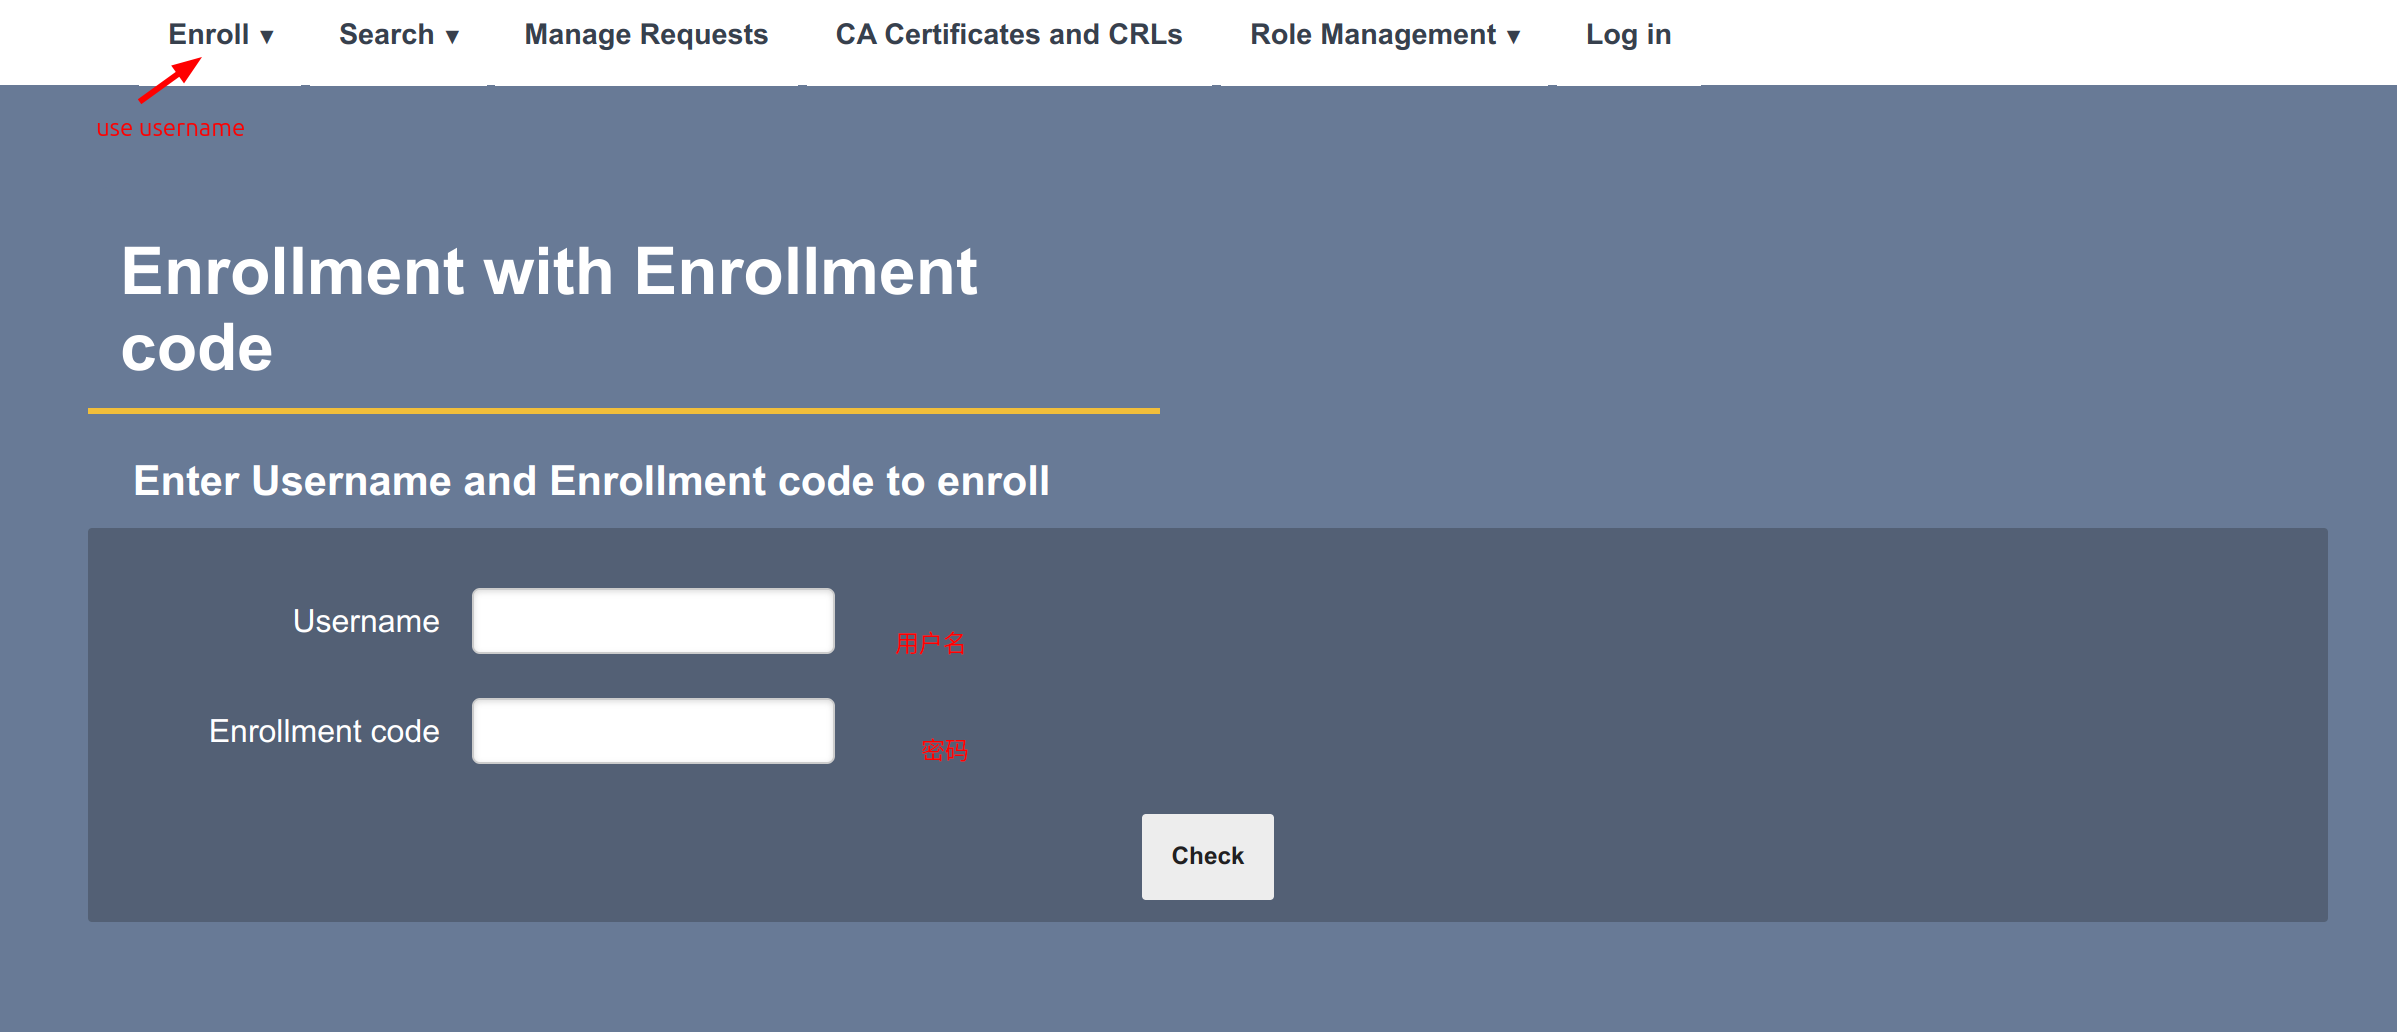 Enroll ▾ Search ▾ Manage Requests CA Certificates and CRLs Role Management ▾ Log in
use username
Enrollment with Enrollment
code
Enter Username and Enrollment code to enroll
Username
用户名
Enrollment code
密码
Check